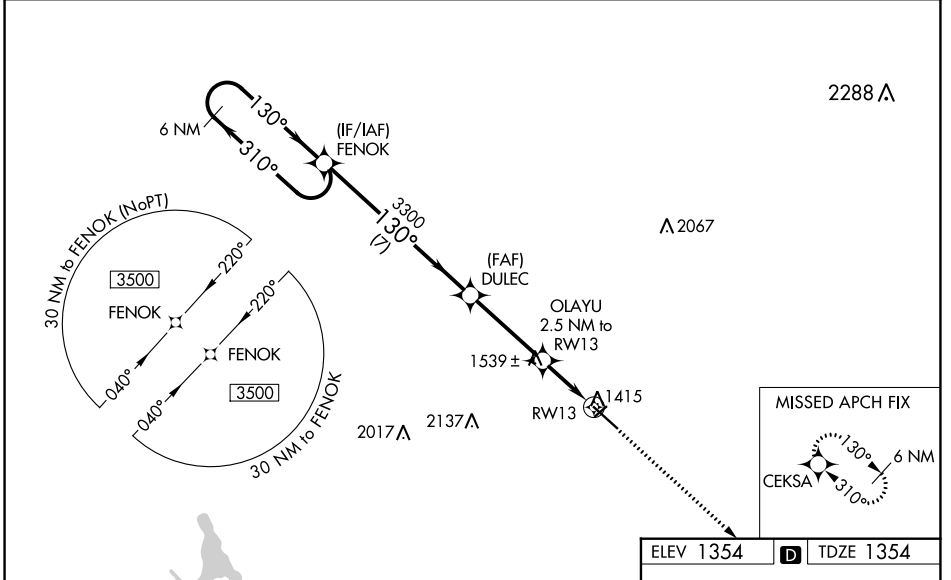 2288
130°
6 NM
310°
(IF/IAF)
FENOK
3300
130°
(7)
2067
30 NM to FENOK (NoPT)
220°
3500
FENOK
040°
220°
FENOK
3500
040°
30 NM to FENOK
(FAF)
DULEC
OLAYU
2.5 NM to
RW13
1539 ±
1415
RW13
2017
2137
MISSED APCH FIX
130°
6 NM
CEKSA
310°
ELEV 1354
D
TDZE 1354